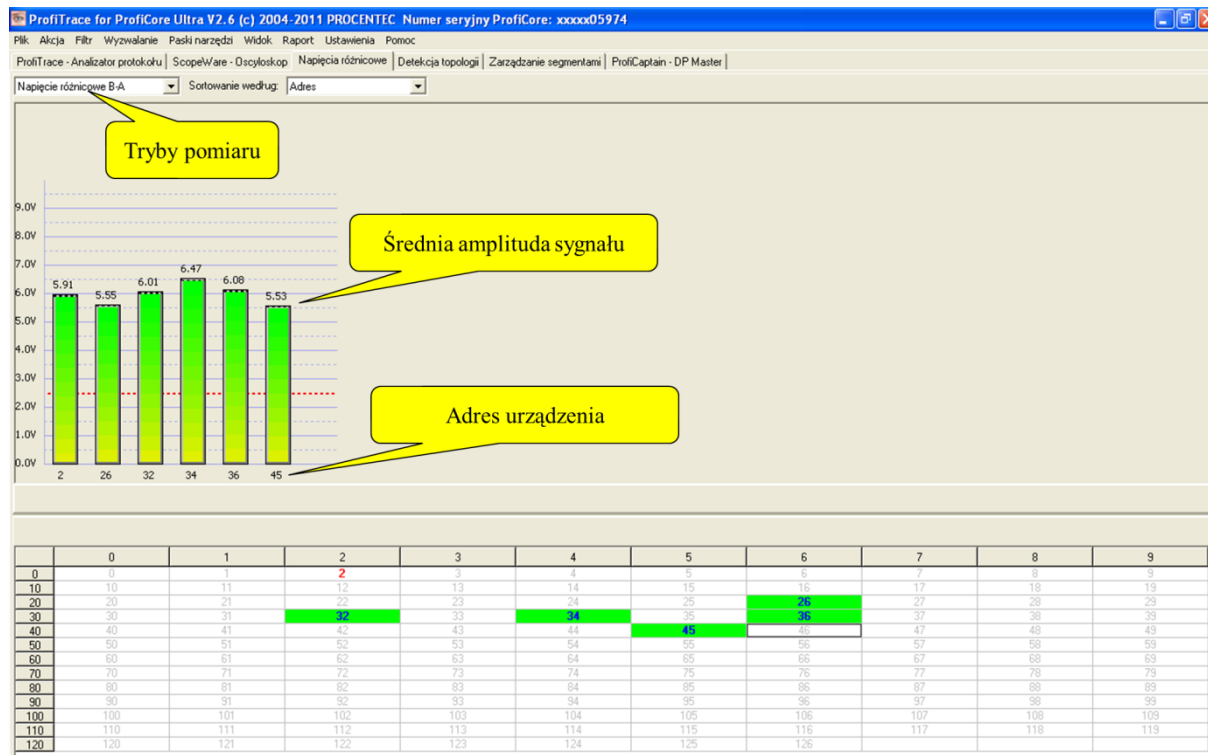 ProfiTrace for ProfiCore Ultra V2.6 (c) 2004-2011 PROCENTEC Numer seryjny ProfiCore: xxxxx05974
Plik Akcja Filtr Wyzwalanie Paski narzędzi Widok Raport Ustawienia Pomoc
ProfiTrace - Analizator protokołu ScopeWare - Oscyloskop Napięcia różnicowe Detekcja topologii Zarządzanie segmentami ProfiCaptain - DP Master
Napięcie różnicowe B-A Sortowanie według: Adres
Tryby pomiaru
9.0V
8.0V
Średnia amplituda sygnału
7.0V
6.47
5.91 6.01 6.08
5.55 5.53
6.0V
5.0V
4.0V
3.0V
2.0V
Adres urządzenia
1.0V
0.0V
2 26 32 34 36 45
0 1 2 3 4 5 6 7 8 9
0 0 1 2 3 4 5 6 7 8 9
10 10 11 12 13 14 15 16 17 18 19
20 20 21 22 23 24 25 26 27 28 29
30 30 31 32 33 34 35 36 37 38 39
40 40 41 42 43 44 45 46 47 48 49
50 50 51 52 53 54 55 56 57 58 59
60 60 61 62 63 64 65 66 67 68 69
70 70 71 72 73 74 75 76 77 78 79
80 80 81 82 83 84 85 86 87 88 89
90 90 91 92 93 94 95 96 97 98 99
100 100 101 102 103 104 105 106 107 108 109
110 110 111 112 113 114 115 116 117 118 119
120 120 121 122 123 124 125 126